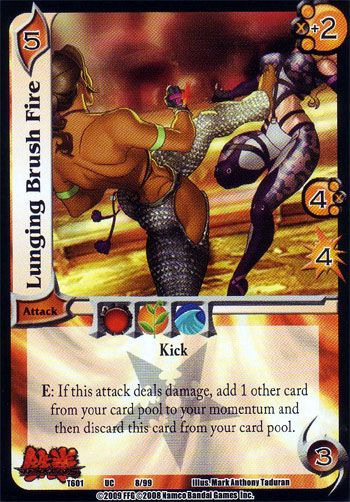 5
+2
Lunging Brush Fire
4
4
Attack
Kick
E: If this attack deals damage, add 1 other card
from your card pool to your momentum and
then discard this card from your card pool.
3
T601 UC 8/99 Illus. Mark Anthony Taduran
©2009 FFG ©2008 Namco Bandai Games Inc.